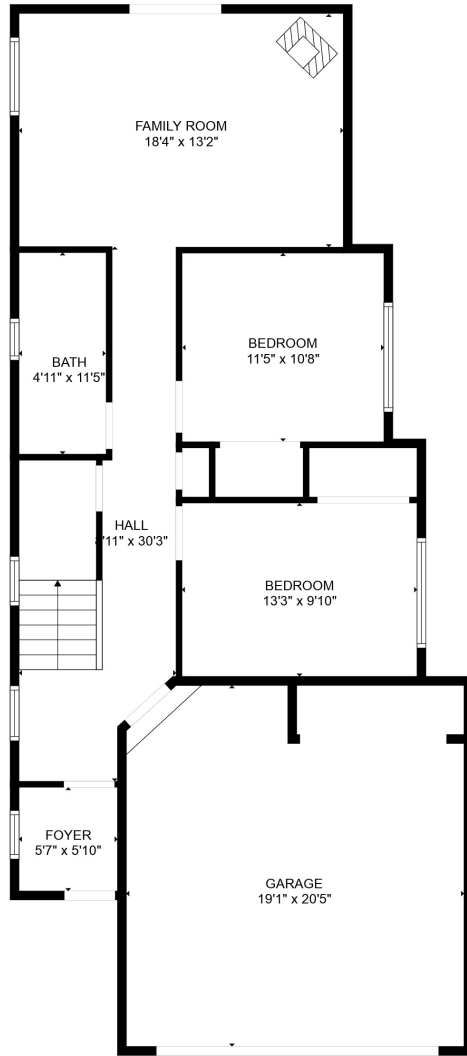 FAMILY ROOM
18'4" x 13'2"
BEDROOM
11'5" x 10'8"
BATH
4'11" x 11'5"
HALL
'11" x 30'3"
BEDROOM
13'3" x 9'10"
FOYER
5'7" x 5'10"
GARAGE
19'1" x 20'5"